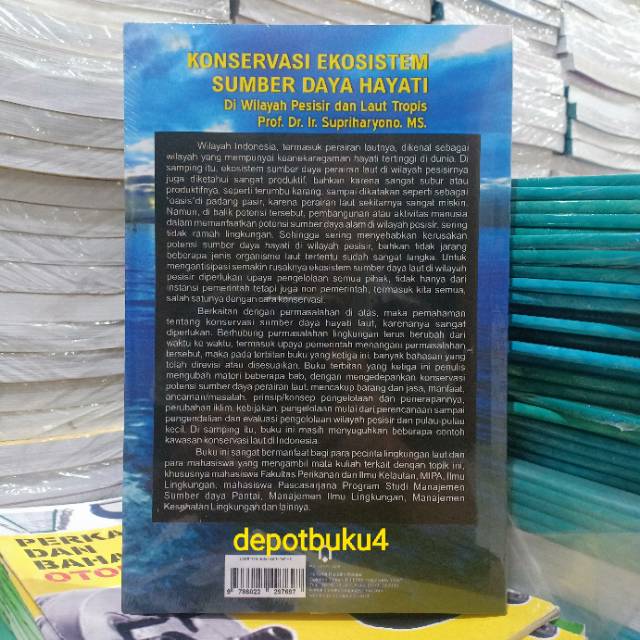 KONSERVASI EKOSISTEM
SUMBER DAYA HAYATI
Di Wilayah Pesisir dan Laut Tropis
Prof. Dr. Ir. Supriharyono. MS.
Wilayah Indonesia, termasuk perairan lautnya, dikenal sebagai
wilayah yang mempunyai keanekaragaman hayati tertinggi di dunia. Di
samping itu, ekosistem sumber daya perairan laut di wilayah pesisirnya
juga diketahui sangat produktif, bahkan karena sangat subur atau
produktifnya, seperti terumbu karang, sampai dikatakan seperti sebagai
"oasis" di padang pasir, karena perairan laut sekitarnya sangat miskin.
Namun, di balik potensi tersebut, pembangunan atau aktivitas manusia
dalam memanfaatkan potensi sumber daya alam di wilayah pesisir, sering
tidak ramah lingkungan. Sehingga sering menyebabkan kerusakan
potensi sumber daya hayati di wilayah pesisir, bahkan tidak jarang
beberapa jenis organisme laut tertentu sudah sangat langka. Untuk
mengantisipasi semakin rusaknya ekosistem sumber daya laut di wilayah
pesisir diperlukan upaya pengelolaan semua pihak, tidak hanya dari
instansi pemerintah tetapi juga non pemerintah, termasuk kita semua,
salah satunya dengan cara konservasi.
Berkaitan dengan permasalahan di atas, maka pemahaman
tentang konservasi sumber daya hayati laut, karenanya sangat
diperlukan. Berhubung permasalahan lingkungan terus berubah dari
waktu ke waktu, termasuk upaya pemerintah menangani permasalahan
tersebut, maka pada terbitan buku yang ketiga ini, banyak bahasan yang
telah direvisi atau disesuaikan. Buku terbitan yang ketiga ini penulis
mengubah materi beberapa bab, dengan mengedepankan konservasi
potensi sumber daya perairan laut, mencakup barang dan jasa, manfaat,
ancaman/masalah, prinsip/konsep pengelolaan dan penerapannya,
perubahan iklim, kebijakan, pengelolaan mulai dari perencanaan sampai
pengendalian dan evaluasi pengelolaan wilayah pesisir dan pulau-pulau
kecil. Di samping itu, buku ini masih menyuguhkan beberapa contoh
kawasan konservasi laut di Indonesia.
Buku ini sangat bermanfaat bagi para pecinta lingkungan laut dan
para mahasiswa yang mengambil mata kuliah terkait dengan topik ini,
khususnya mahasiswa Fakultas Perikanan dan Ilmu Kelautan, MIPA, Ilmu
Lingkungan, mahasiswa Pascasarjana Program Studi Manajemen
Sumber daya Pantai, Manajemen Ilmu Lingkungan, Manajemen
Kesehatan Lingkungan dan lainnya.
depotbuku4
9 786022 297697
PERKA
DAN
BAHA
OTO